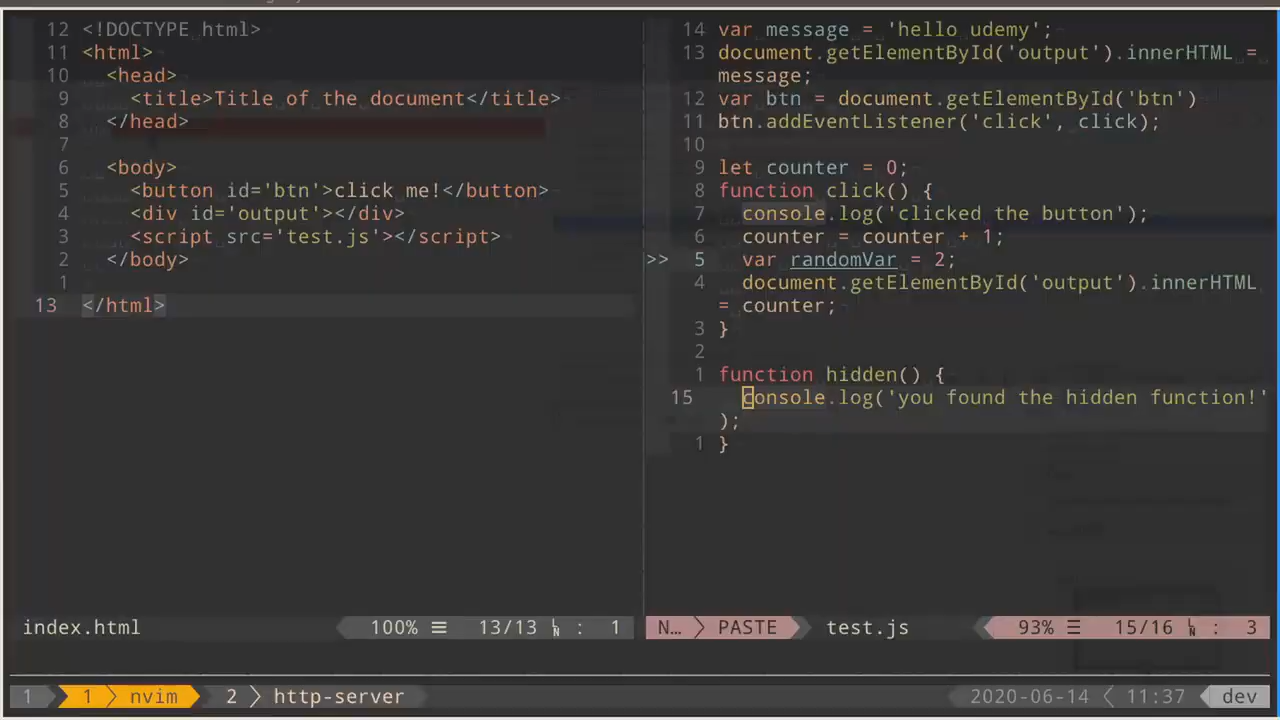 12 <!DOCTYPE html>
11 <html>
10   <head>
9     <title>Title of the document</title>
8   </head>
7
6   <body>
5     <button id='btn'>click me!</button>
4     <div id='output'></div>
3     <script src='test.js'></script>
2   </body>
1
13 </html>
index.html 100% ☰ 13/13 ㏑ : 1
14 var message = 'hello udemy';
13 document.getElementById('output').innerHTML =
message;
12 var btn = document.getElementById('btn')
11 btn.addEventListener('click', click);
10
9 let counter = 0;
8 function click() {
7   console.log('clicked the button');
6   counter = counter + 1;
>> 5   var randomVar = 2;
4   document.getElementById('output').innerHTML
= counter;
3 }
2
1 function hidden() {
15   console.log('you found the hidden function!'
);
1 }
N… PASTE test.js 93% ☰ 15/16 ㏑ : 3
1 1 nvim 2 http-server 2020-06-14 11:37 dev